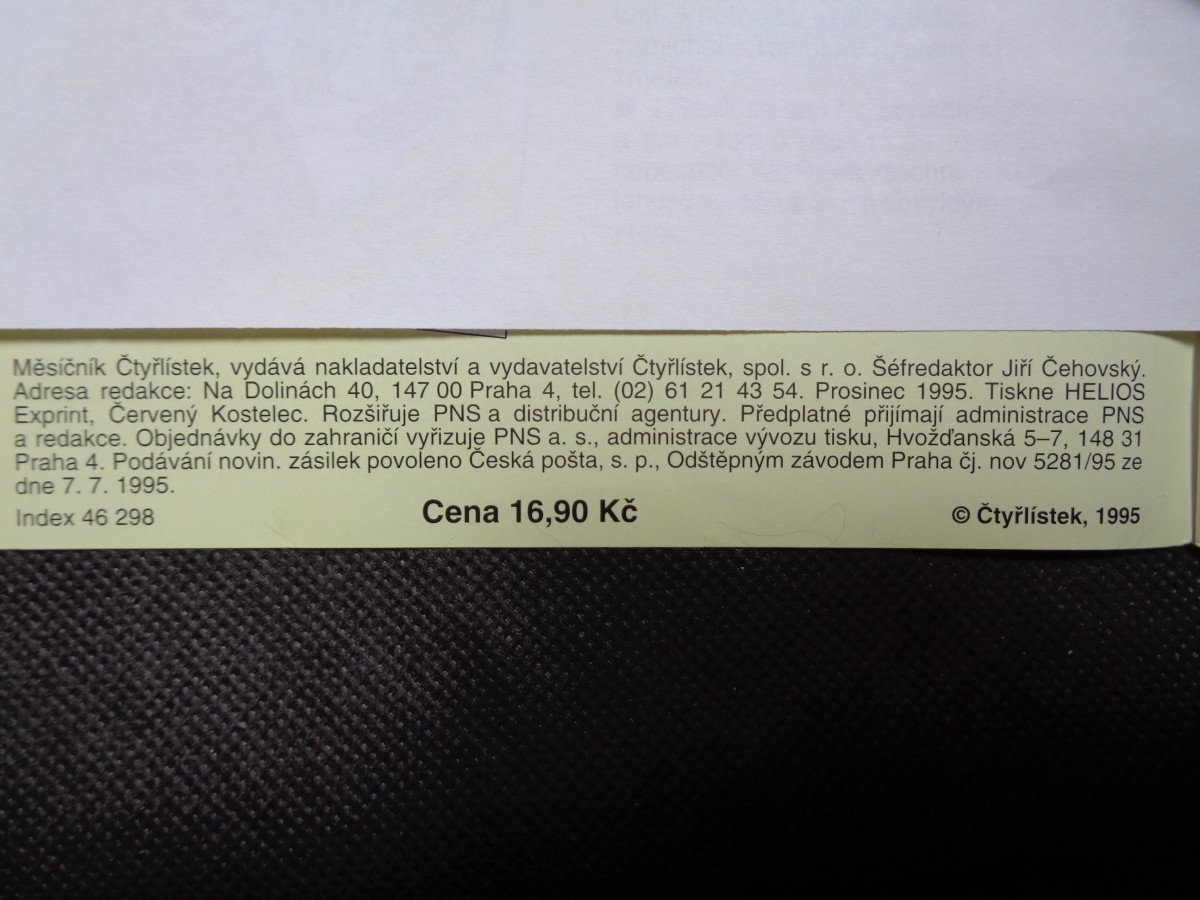 Měsíčník Čtyřlístek, vydává nakladatelství a vydavatelství Čtyřlístek, spol. s r. o. Šéfredaktor Jiří Čehovský.
Adresa redakce: Na Dolinách 40, 147 00 Praha 4, tel. (02) 61 21 43 54. Prosinec 1995. Tiskne HELIOS
Exprint, Červený Kostelec. Rozšiřuje PNS a distribuční agentury. Předplatné přijímají administrace PNS
a redakce. Objednávky do zahraničí vyřizuje PNS a. s., administrace vývozu tisku, Hvožďanská 5–7, 148 31
Praha 4. Podávání novin. zásilek povoleno Česká pošta, s. p., Odštěpným závodem Praha čj. nov 5281/95 ze
dne 7. 7. 1995.
Index 46 298 Cena 16,90 Kč © Čtyřlístek, 1995